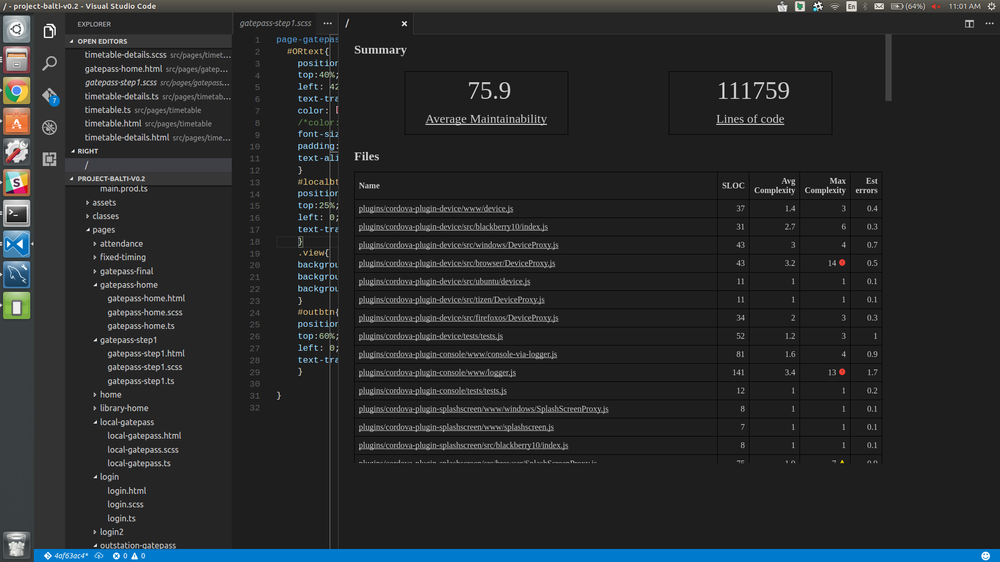 / - project-balti-v0.2 - Visual Studio Code
En
(64%)
11:01 AM
EXPLORER
OPEN EDITORS
timetable-details.scss src/pages/timet...
gatepass-home.html src/pages/gatep...
gatepass-step1.scss src/pages/gatepass...
timetable-details.ts src/pages/timetab...
timetable.ts src/pages/timetable
timetable.html src/pages/timetable
timetable-details.html src/pages/time...
RIGHT
/
PROJECT-BALTI-V0.2
main.prod.ts
assets
classes
pages
attendance
fixed-timing
gatepass-final
gatepass-home
gatepass-home.html
gatepass-home.scss
gatepass-home.ts
gatepass-step1
gatepass-step1.html
gatepass-step1.scss
gatepass-step1.ts
home
library-home
local-gatepass
local-gatepass.html
local-gatepass.scss
local-gatepass.ts
login
login.html
login.scss
login.ts
login2
outstation-gatepass
7
gatepass-step1.scss
1 page-gatepas
2 #ORtext{
3 position
4 top:40%;
5 left: 42
6 text-tra
7 color:
8 /*color:
9 font-siz
10 padding:
11 text-ali
12 }
13 #localbt
14 position
15 top:25%;
16 left: 0;
17 text-tra
18 }
19 .view{
20 backgrou
21 backgrou
22 backgrou
23 }
24 #outbtn{
25 position
26 top:60%;
27 left: 0;
28 text-tra
29 }
30
31 }
32
/
Summary
75.9
Average Maintainability
111759
Lines of code
Files
Name SLOC Avg Complexity Max Complexity Est errors
plugins/cordova-plugin-device/www/device.js 37 1.4 3 0.4
plugins/cordova-plugin-device/src/blackberry10/index.js 31 2.7 6 0.3
plugins/cordova-plugin-device/src/windows/DeviceProxy.js 43 3 4 0.7
plugins/cordova-plugin-device/src/browser/DeviceProxy.js 43 3.2 14 0.5
plugins/cordova-plugin-device/src/ubuntu/device.js 11 1 1 0.1
plugins/cordova-plugin-device/src/tizen/DeviceProxy.js 11 1 1 0.1
plugins/cordova-plugin-device/src/firefoxos/DeviceProxy.js 34 2 3 0.3
plugins/cordova-plugin-device/tests/tests.js 52 1.2 3 1
plugins/cordova-plugin-console/www/console-via-logger.js 81 1.6 4 0.9
plugins/cordova-plugin-console/www/logger.js 141 3.4 13 1.7
plugins/cordova-plugin-console/tests/tests.js 12 1 1 0.2
plugins/cordova-plugin-splashscreen/www/windows/SplashScreenProxy.js 8 1 1 0.1
plugins/cordova-plugin-splashscreen/www/splashscreen.js 7 1 1 0.1
plugins/cordova-plugin-splashscreen/src/blackberry10/index.js 8 1 1 0.1
plugins/cordova-plugin-splashscreen/src/browser/SplashScreenProxy.js 75 1.9 7 0.9
4af63ac4* 0 0